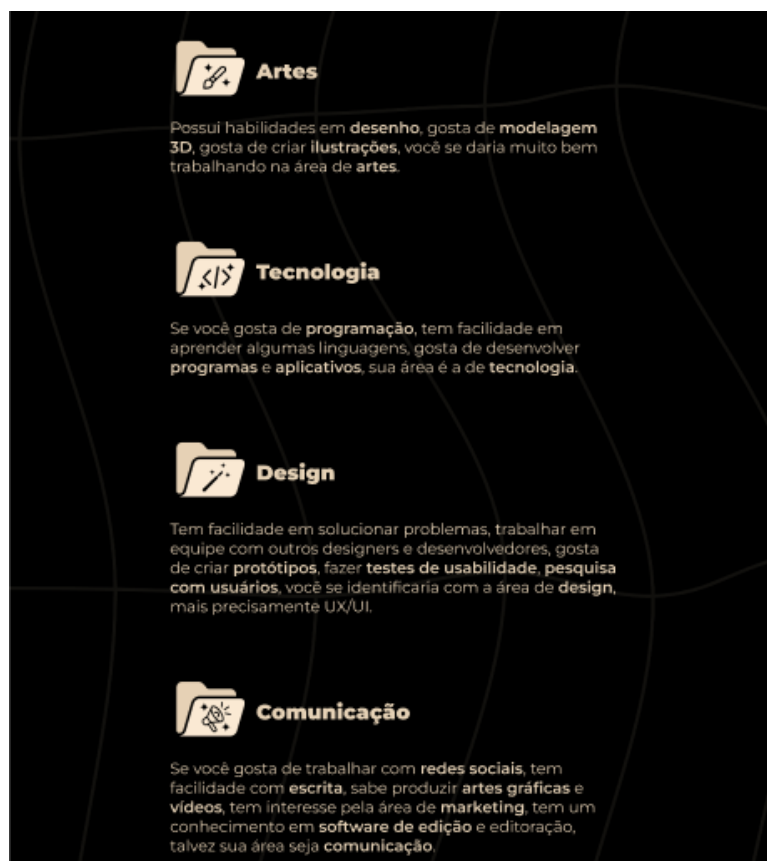 Artes
Possui habilidades em desenho, gosta de modelagem
3D, gosta de criar ilustrações, você se daria muito bem
trabalhando na área de artes.
Tecnologia
Se você gosta de programação, tem facilidade em
aprender algumas linguagens, gosta de desenvolver
programas e aplicativos, sua área é a de tecnologia.
Design
Tem facilidade em solucionar problemas, trabalhar em
equipe com outros designers e desenvolvedores, gosta
de criar protótipos, fazer testes de usabilidade, pesquisa
com usuários, você se identificaria com a área de design,
mais precisamente UX/UI.
Comunicação
Se você gosta de trabalhar com redes sociais, tem
facilidade com escrita, sabe produzir artes gráficas e
vídeos, tem interesse pela área de marketing, tem um
conhecimento em software de edição e editoração,
talvez sua área seja comunicação.